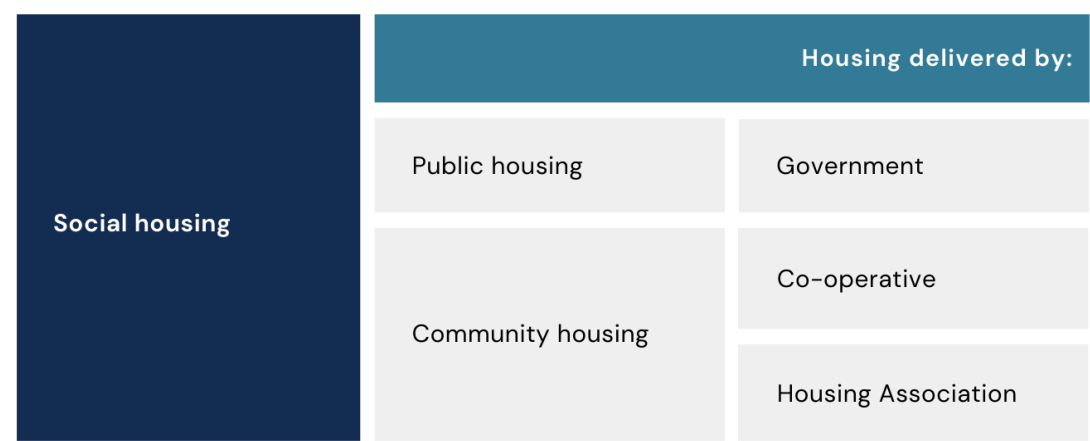 Housing delivered by:
Social housing
Public housing
Government
Community housing
Co-operative
Housing Association